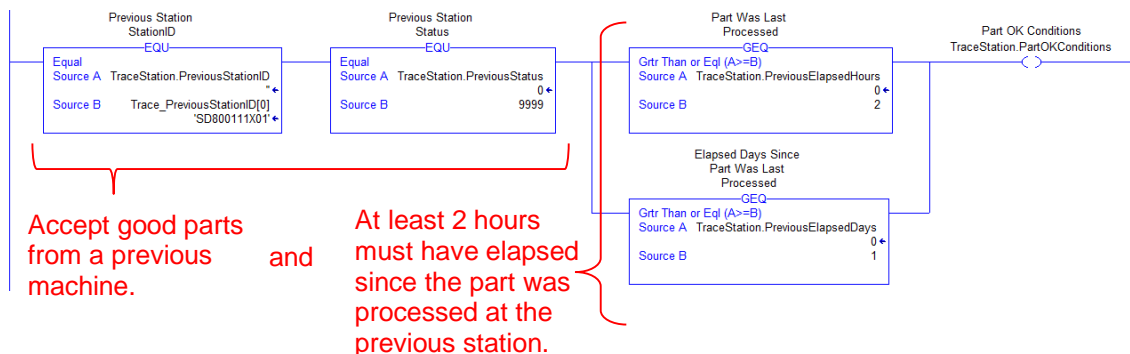 Previous Station
StationID
EQU
Equal
Source A TraceStation.PreviousStationID
''
Source B Trace_PreviousStationID[0]
'SD800111X01'
Previous Station
Status
EQU
Equal
Source A TraceStation.PreviousStatus
0
Source B 9999
Part Was Last
Processed
GEQ
Grtr Than or Eql (A>=B)
Source A TraceStation.PreviousElapsedHours
0
Source B 2
Part OK Conditions
TraceStation.PartOKConditions
Elapsed Days Since
Part Was Last
Processed
GEQ
Grtr Than or Eql (A>=B)
Source A TraceStation.PreviousElapsedDays
0
Source B 1
Accept good parts
from a previous
machine.
and
At least 2 hours
must have elapsed
since the part was
processed at the
previous station.